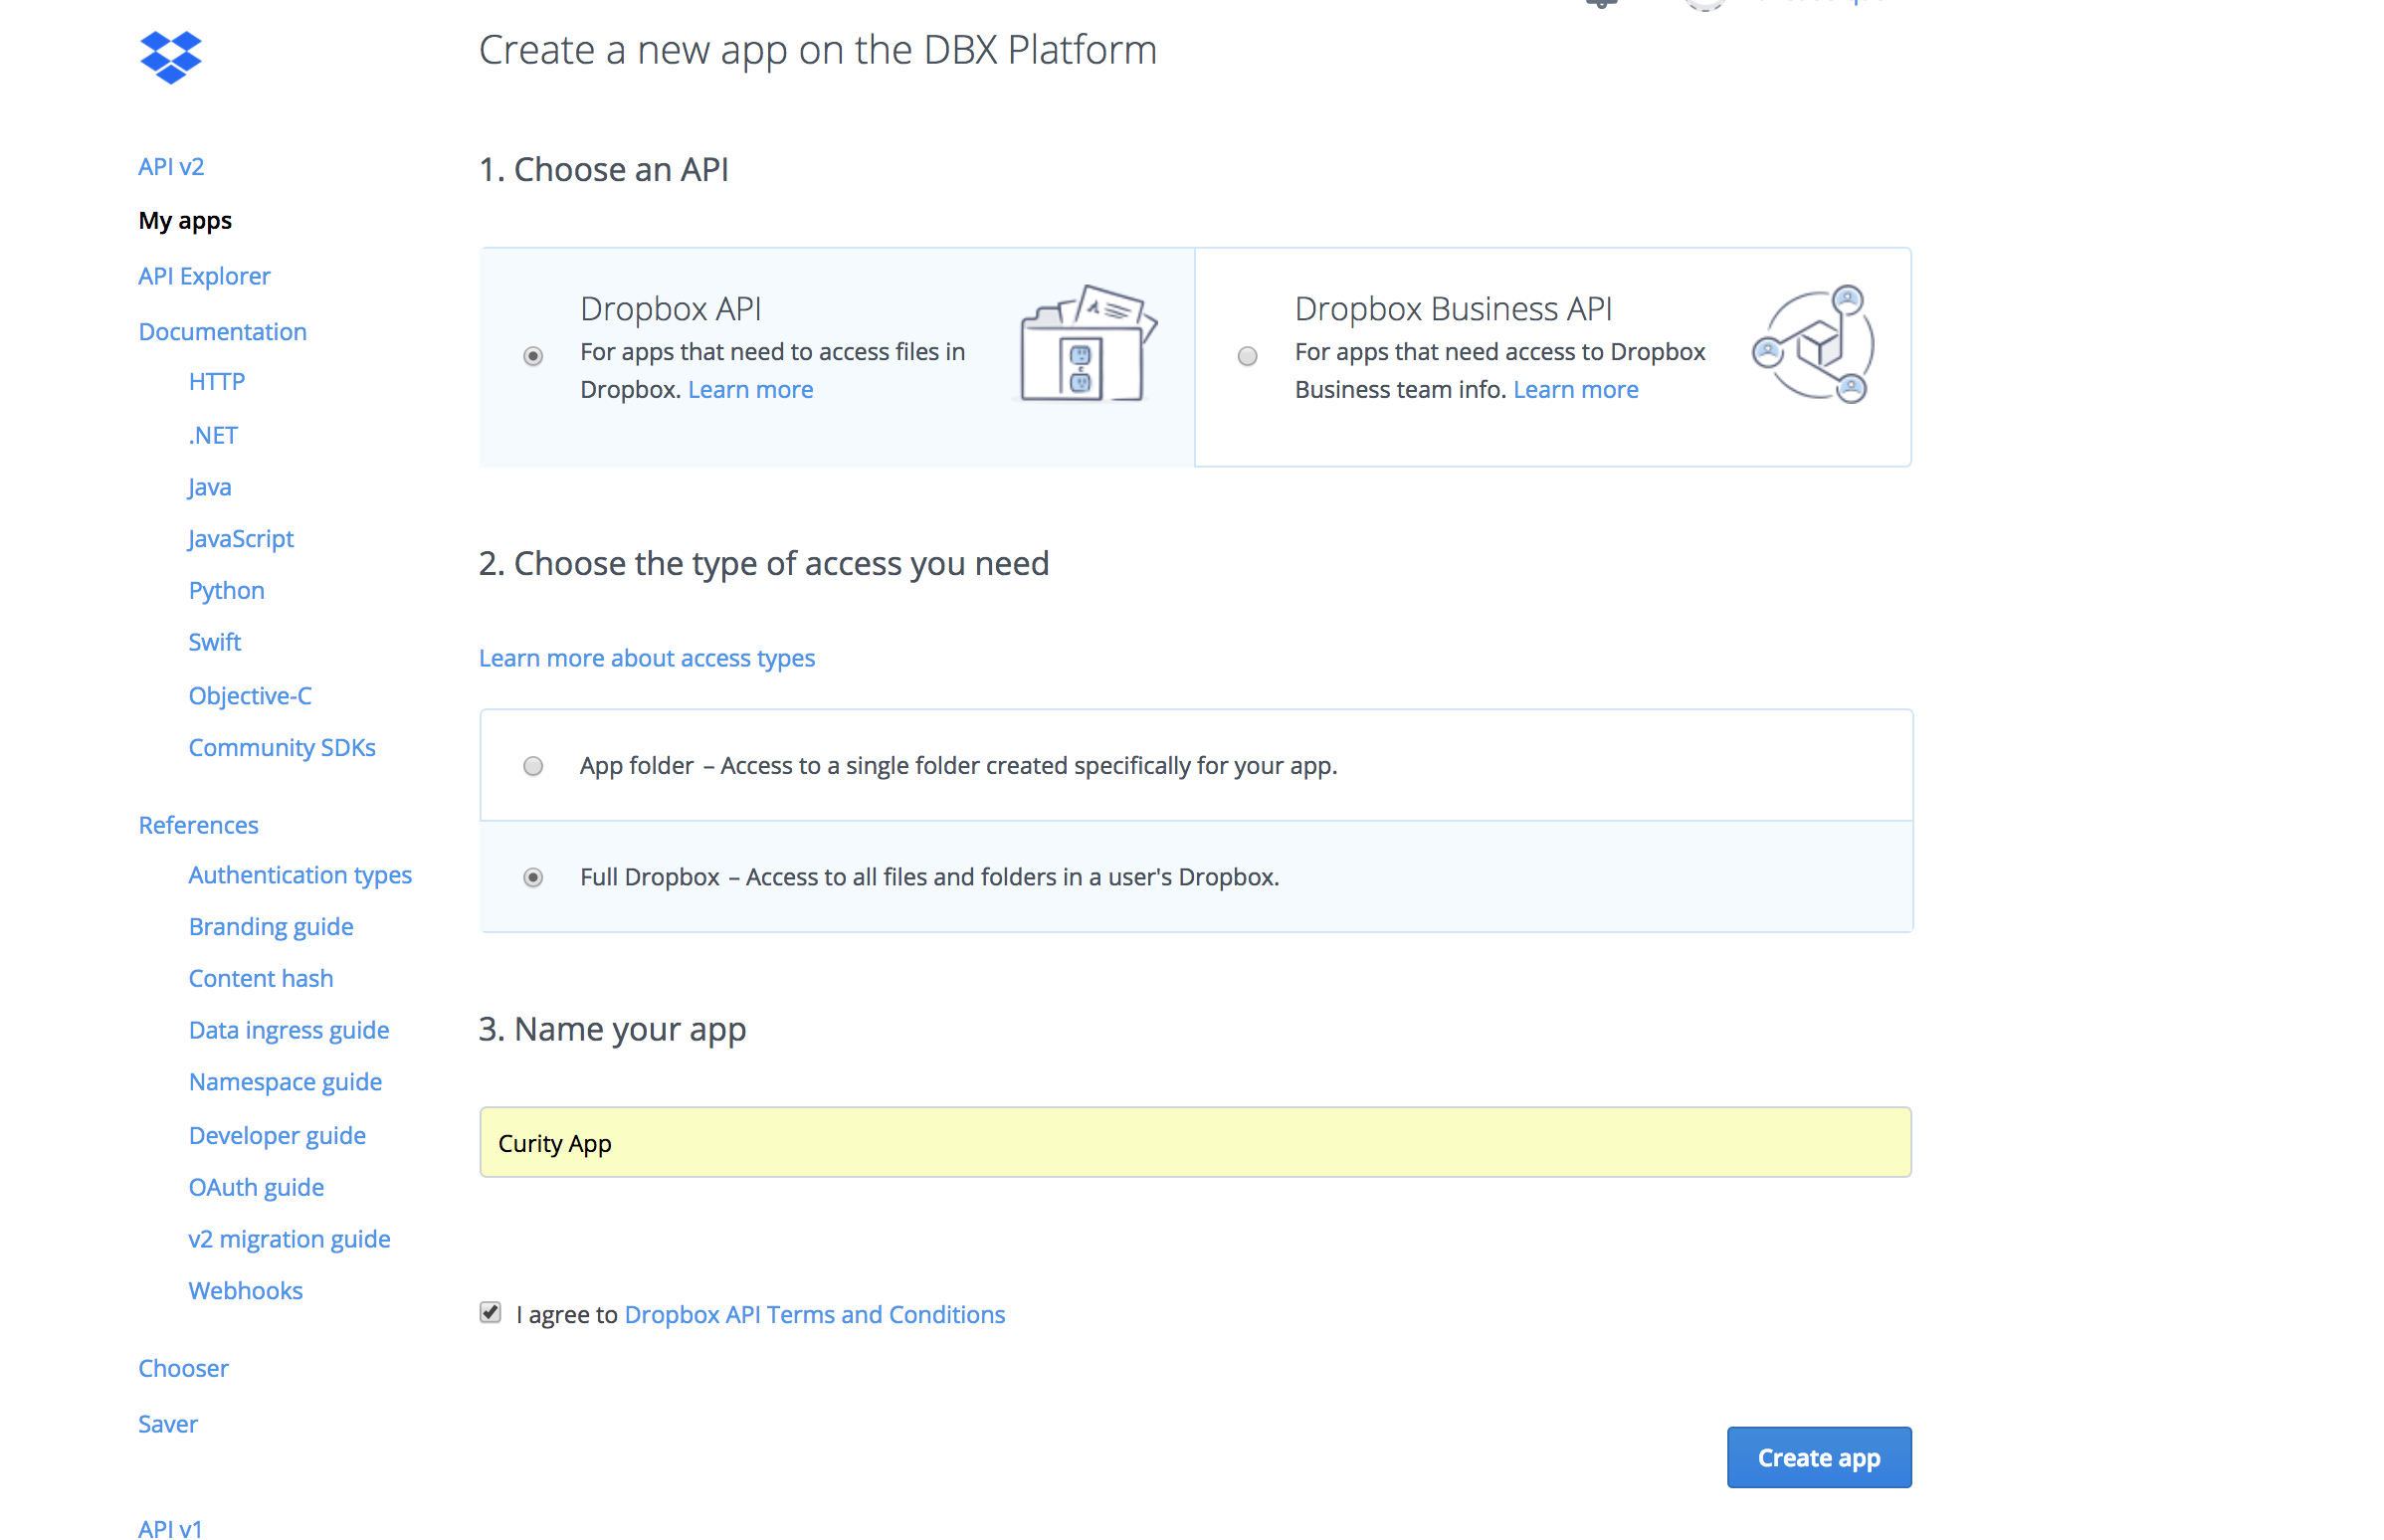 Create a new app on the DBX Platform
API v2
My apps
API Explorer
Documentation
HTTP
.NET
Java
JavaScript
Python
Swift
Objective-C
Community SDKs
References
Authentication types
Branding guide
Content hash
Data ingress guide
Namespace guide
Developer guide
OAuth guide
v2 migration guide
Webhooks
Chooser
Saver
API v1
1. Choose an API
Dropbox API
For apps that need to access files in
Dropbox. Learn more
Dropbox Business API
For apps that need access to Dropbox
Business team info. Learn more
2. Choose the type of access you need
Learn more about access types
App folder – Access to a single folder created specifically for your app.
Full Dropbox – Access to all files and folders in a user's Dropbox.
3. Name your app
Curity App
I agree to Dropbox API Terms and Conditions
Create app